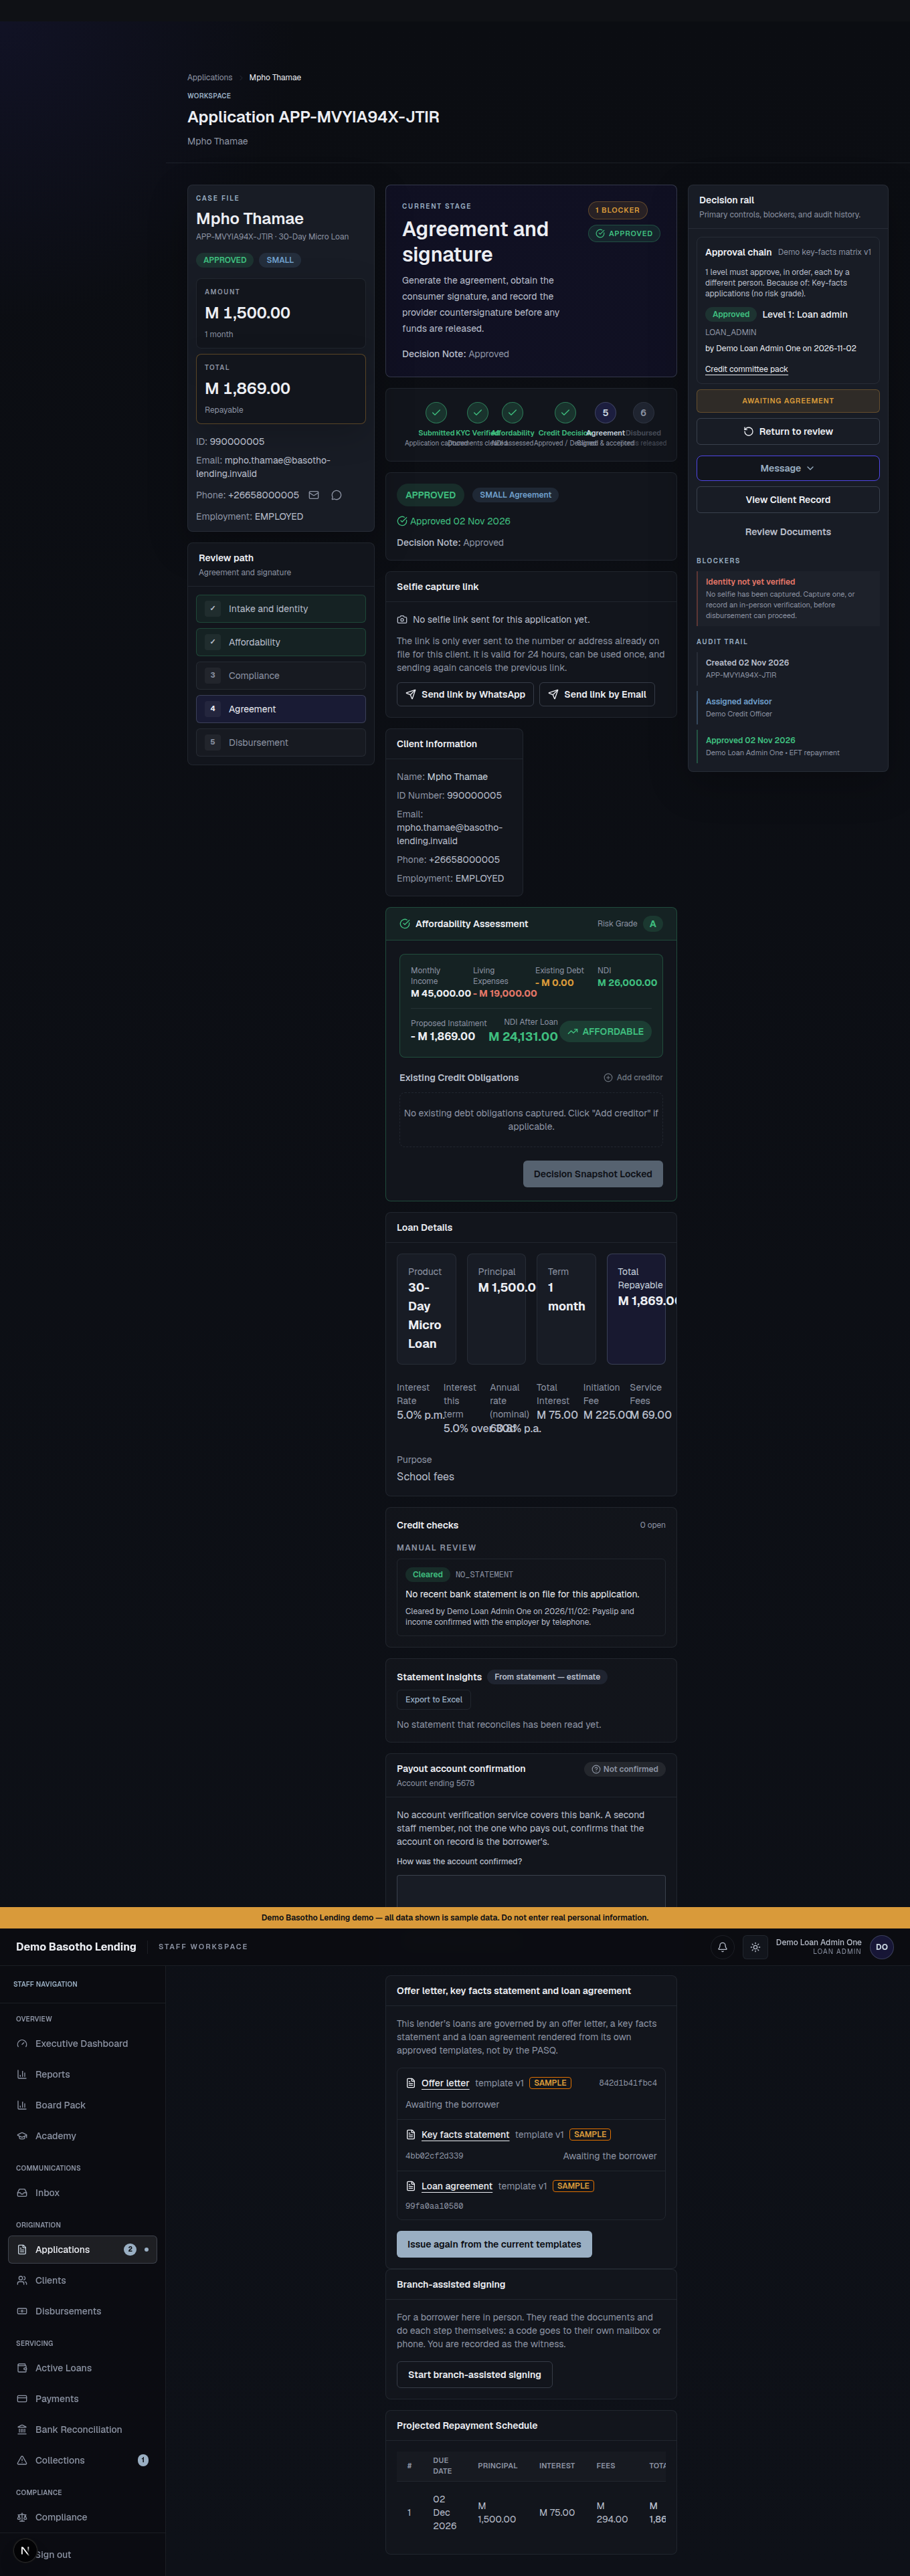 Applications
Mpho Thamae
WORKSPACE
Application APP-MVYIA94X-JTIR
Mpho Thamae
CASE FILE
Mpho Thamae
APP-MVYIA94X-JTIR · 30-Day Micro Loan
APPROVED
SMALL
AMOUNT
M 1,500.00
1 month
TOTAL
M 1,869.00
Repayable
ID: 990000005
Email: mpho.thamae@basotho-
lending.invalid
Phone: +26658000005
Employment: EMPLOYED
Review path
Agreement and signature
Intake and identity
Affordability
3 Compliance
4 Agreement
5 Disbursement
CURRENT STAGE
Agreement and
signature
1 BLOCKER
APPROVED
Generate the agreement, obtain the
consumer signature, and record the
provider countersignature before any
funds are released.
Decision Note: Approved
5
6
Submitted
KYC Verified
Affordability
Credit Decision
Agreement
Disbursed
Application captured
NDI assessed
Approved / Declined
Signed & accepted
APPROVED
SMALL Agreement
Approved 02 Nov 2026
Decision Note: Approved
Selfie capture link
No selfie link sent for this application yet.
The link is only ever sent to the number or address already on
file for this client. It is valid for 24 hours, can be used once, and
sending again cancels the previous link.
Send link by WhatsApp
Send link by Email
Client Information
Name: Mpho Thamae
ID Number: 990000005
Email:
mpho.thamae@basotho-
lending.invalid
Phone: +26658000005
Employment: EMPLOYED
Affordability Assessment
Risk Grade A
Monthly
Income
M 45,000.00
Living
Expenses
- M 19,000.00
Existing Debt
- M 0.00
NDI
M 26,000.00
Proposed Instalment
- M 1,869.00
NDI After Loan
M 24,131.00
AFFORDABLE
Existing Credit Obligations
Add creditor
No existing debt obligations captured. Click "Add creditor" if
applicable.
Decision Snapshot Locked
Loan Details
Product
30-
Day
Micro
Loan
Principal
M 1,500.0
Term
1
month
Total
Repayable
M 1,869.0
Interest
Rate
5.0% p.m.
Interest
this
term
5.0% over 30d
Annual
rate
(nominal)
p.a.
Total
Interest
M 75.00
Initiation
Fee
M 225.00
Service
Fees
M 69.00
Purpose
School fees
Credit checks
0 open
MANUAL REVIEW
Cleared NO_STATEMENT
No recent bank statement is on file for this application.
Cleared by Demo Loan Admin One on 2026/11/02: Payslip and
income confirmed with the employer by telephone.
Statement Insights
From statement — estimate
Export to Excel
No statement that reconciles has been read yet.
Payout account confirmation
Not confirmed
Account ending 5678
No account verification service covers this bank. A second
staff member, not the one who pays out, confirms that the
account on record is the borrower's.
How was the account confirmed?
Decision rail
Primary controls, blockers, and audit history.
Approval chain
Demo key-facts matrix v1
1 level must approve, in order, each by a
different person. Because of: Key-facts
applications (no risk grade).
Approved Level 1: Loan admin
LOAN_ADMIN
by Demo Loan Admin One on 2026-11-02
Credit committee pack
AWAITING AGREEMENT
Return to review
Message
View Client Record
Review Documents
BLOCKERS
Identity not yet verified
No selfie has been captured. Capture one, or
record an in-person verification, before
disbursement can proceed.
AUDIT TRAIL
Created 02 Nov 2026
APP-MVYIA94X-JTIR
Assigned advisor
Demo Credit Officer
Approved 02 Nov 2026
Demo Loan Admin One • EFT repayment
Demo Basotho Lending demo — all data shown is sample data. Do not enter real personal information.
Demo Basotho Lending
STAFF WORKSPACE
Demo Loan Admin One
LOAN ADMIN
DO
STAFF NAVIGATION
OVERVIEW
Executive Dashboard
Reports
Board Pack
Academy
COMMUNICATIONS
Inbox
ORIGINATION
Applications 2
Clients
Disbursements
SERVICING
Active Loans
Payments
Bank Reconciliation
Collections 1
COMPLIANCE
Compliance
N
Sign out
Offer letter, key facts statement and loan agreement
This lender's loans are governed by an offer letter, a key facts
statement and a loan agreement rendered from its own
approved templates, not by the PASQ.
Offer letter template v1 SAMPLE 842d1b41fbc4
Awaiting the borrower
Key facts statement template v1 SAMPLE
4bb02cf2d339 Awaiting the borrower
Loan agreement template v1 SAMPLE
99fa0aa10580
Issue again from the current templates
Branch-assisted signing
For a borrower here in person. They read the documents and
do each step themselves: a code goes to their own mailbox or
phone. You are recorded as the witness.
Start branch-assisted signing
Projected Repayment Schedule
# DUE DATE PRINCIPAL INTEREST FEES TOTA
1 02 Dec 2026 M 1,500.00 M 75.00 M 294.00 M 1,86